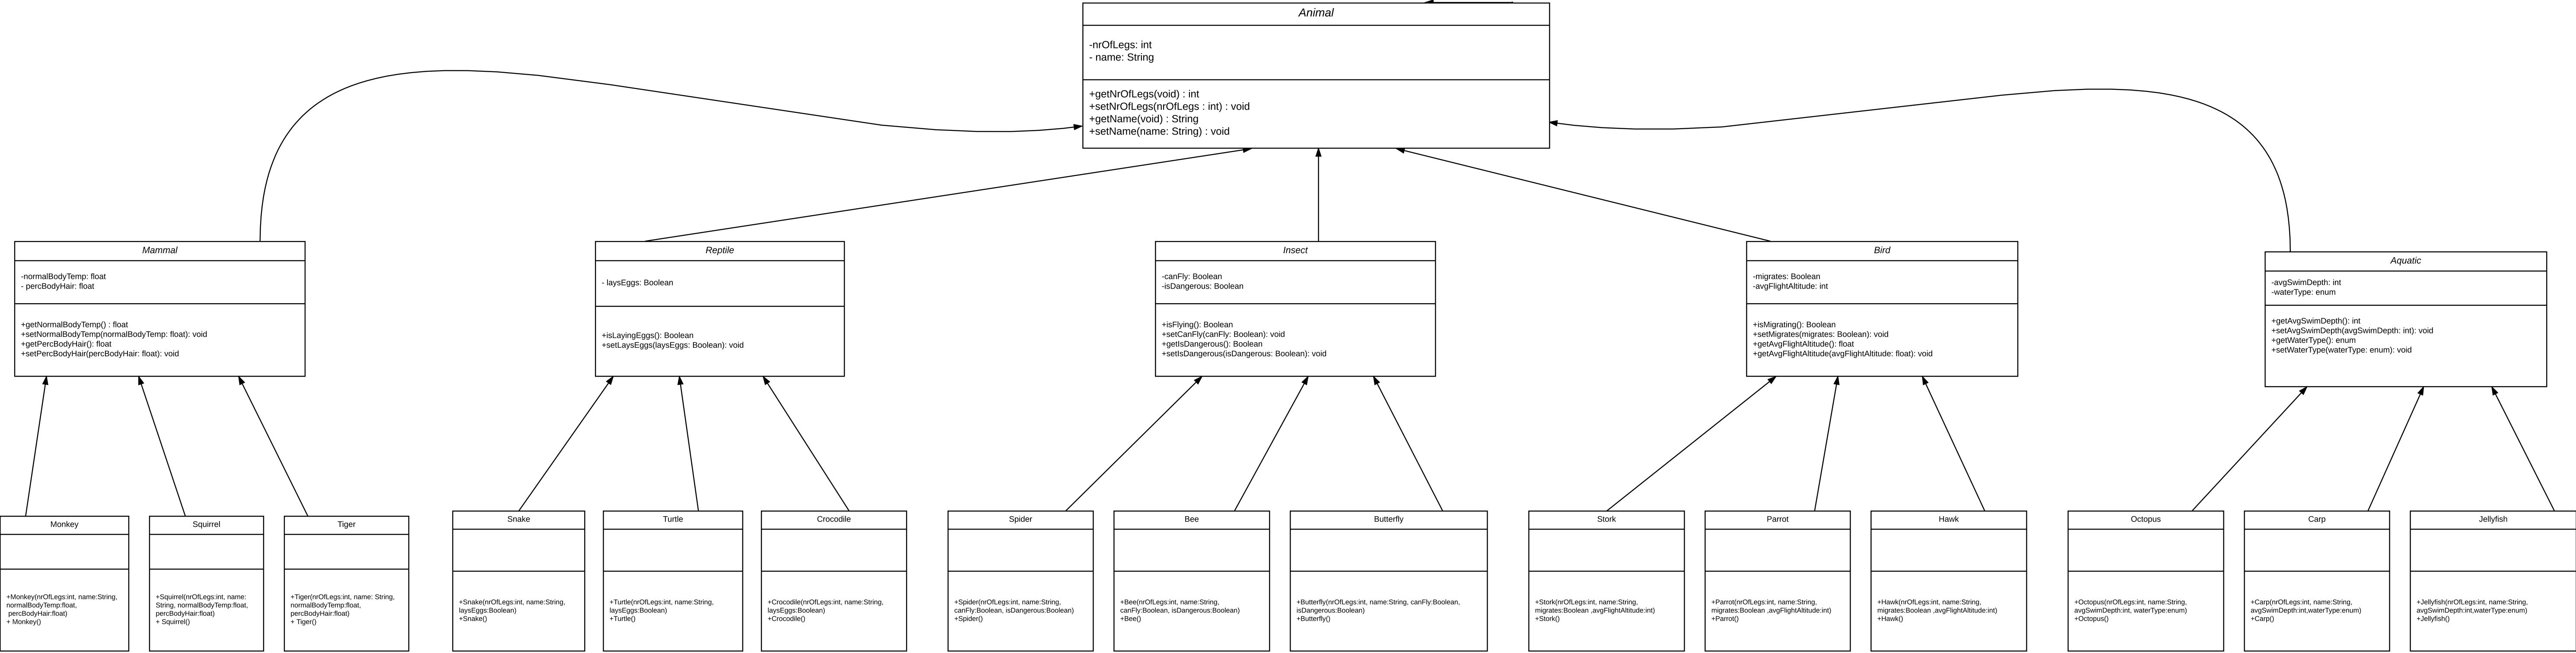 Animal
-nrOfLegs: int
- name: String
+getNrOfLegs(void) : int
+setNrOfLegs(nrOfLegs : int) : void
+getName(void) : String
+setName(name: String) : void
Mammal
-normalBodyTemp: float
- percBodyHair: float
+getNormalBodyTemp() : float
+setNormalBodyTemp(normalBodyTemp: float): void
+getPercBodyHair(): float
+setPercBodyHair(percBodyHair: float): void
Reptile
- laysEggs: Boolean
+isLayingEggs(): Boolean
+setLaysEggs(laysEggs: Boolean): void
Insect
-canFly: Boolean
-isDangerous: Boolean
+isFlying(): Boolean
+setCanFly(canFly: Boolean): void
+getIsDangerous(): Boolean
+setIsDangerous(isDangerous: Boolean): void
Bird
-migrates: Boolean
-avgFlightAltitude: int
+isMigrating(): Boolean
+setMigrates(migrates: Boolean): void
+getAvgFlightAltitude(): float
+getAvgFlightAltitude(avgFlightAltitude: float): void
Aquatic
-avgSwimDepth: int
-waterType: enum
+getAvgSwimDepth(): int
+setAvgSwimDepth(avgSwimDepth: int): void
+getWaterType(): enum
+setWaterType(waterType: enum): void
Monkey
+Monkey(nrOfLegs:int, name:String,
normalBodyTemp:float,
percBodyHair:float)
+ Monkey()
Squirrel
+Squirrel(nrOfLegs:int, name:
String, normalBodyTemp:float,
percBodyHair:float)
+ Squirrel()
Tiger
+Tiger(nrOfLegs:int, name: String,
normalBodyTemp:float,
percBodyHair:float)
+ Tiger()
Snake
+Snake(nrOfLegs:int, name:String,
laysEggs:Boolean)
+Snake()
Turtle
+Turtle(nrOfLegs:int, name:String,
laysEggs:Boolean)
+Turtle()
Crocodile
+Crocodile(nrOfLegs:int, name:String,
laysEggs:Boolean)
+Crocodile()
Spider
+Spider(nrOfLegs:int, name:String,
canFly:Boolean, isDangerous:Boolean)
+Spider()
Bee
+Bee(nrOfLegs:int, name:String,
canFly:Boolean, isDangerous:Boolean)
+Bee()
Butterfly
+Butterfly(nrOfLegs:int, name:String, canFly:Boolean,
isDangerous:Boolean)
+Butterfly()
Stork
+Stork(nrOfLegs:int, name:String,
migrates:Boolean ,avgFlightAltitude:int)
+Stork()
Parrot
+Parrot(nrOfLegs:int, name:String,
migrates:Boolean ,avgFlightAltitude:int)
+Parrot()
Hawk
+Hawk(nrOfLegs:int, name:String,
migrates:Boolean ,avgFlightAltitude:int)
+Hawk()
Octopus
+Octopus(nrOfLegs:int, name:String,
avgSwimDepth:int, waterType:enum)
+Octopus()
Carp
+Carp(nrOfLegs:int, name:String,
avgSwimDepth:int,waterType:enum)
+Carp()
Jellyfish
+Jellyfish(nrOfLegs:int, name:String,
avgSwimDepth:int,waterType:enum)
+Jellyfish()